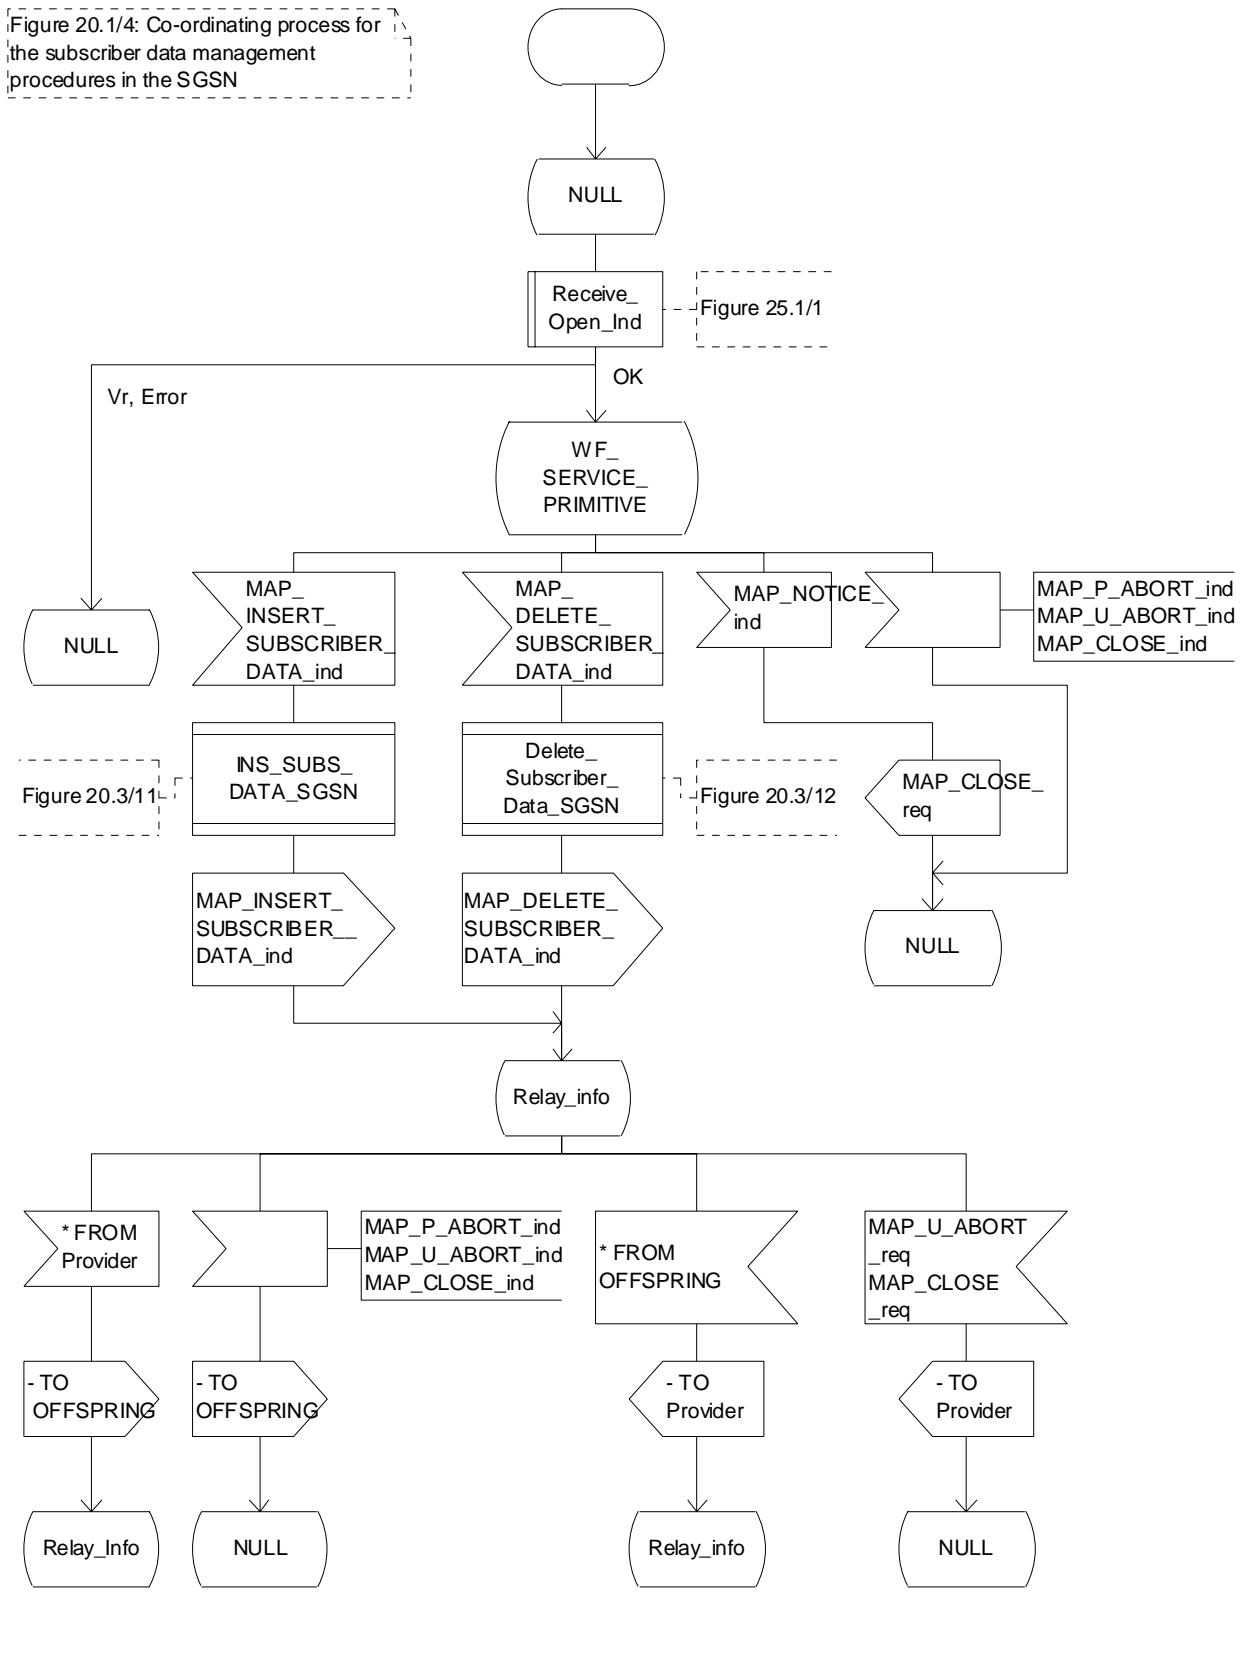 Figure 20.1/4: Co-ordinating process for
the subscriber data management
procedures in the SGSN
NULL
Receive_
Open_Ind
Figure 25.1/1
OK
Vr, Error
WF_
SERVICE_
PRIMITIVE
NULL
MAP_
INSERT_
SUBSCRIBER_
DATA_ind
MAP_
DELETE_
SUBSCRIBER_
DATA_ind
MAP_NOTICE_
ind
MAP_P_ABORT_ind
MAP_U_ABORT_ind
MAP_CLOSE_ind
Figure 20.3/11
INS_SUBS_
DATA_SGSN
Delete_
Subscriber_
Data_SGSN
Figure 20.3/12
MAP_CLOSE_
req
MAP_INSERT_
SUBSCRIBER__
DATA_ind
MAP_DELETE_
SUBSCRIBER_
DATA_ind
NULL
Relay_info
* FROM
Provider
MAP_P_ABORT_ind
MAP_U_ABORT_ind
MAP_CLOSE_ind
* FROM
OFFSPRING
MAP_U_ABORT
_req
MAP_CLOSE
_req
- TO
OFFSPRING
- TO
OFFSPRING
- TO
Provider
- TO
Provider
Relay_Info
NULL
Relay_info
NULL